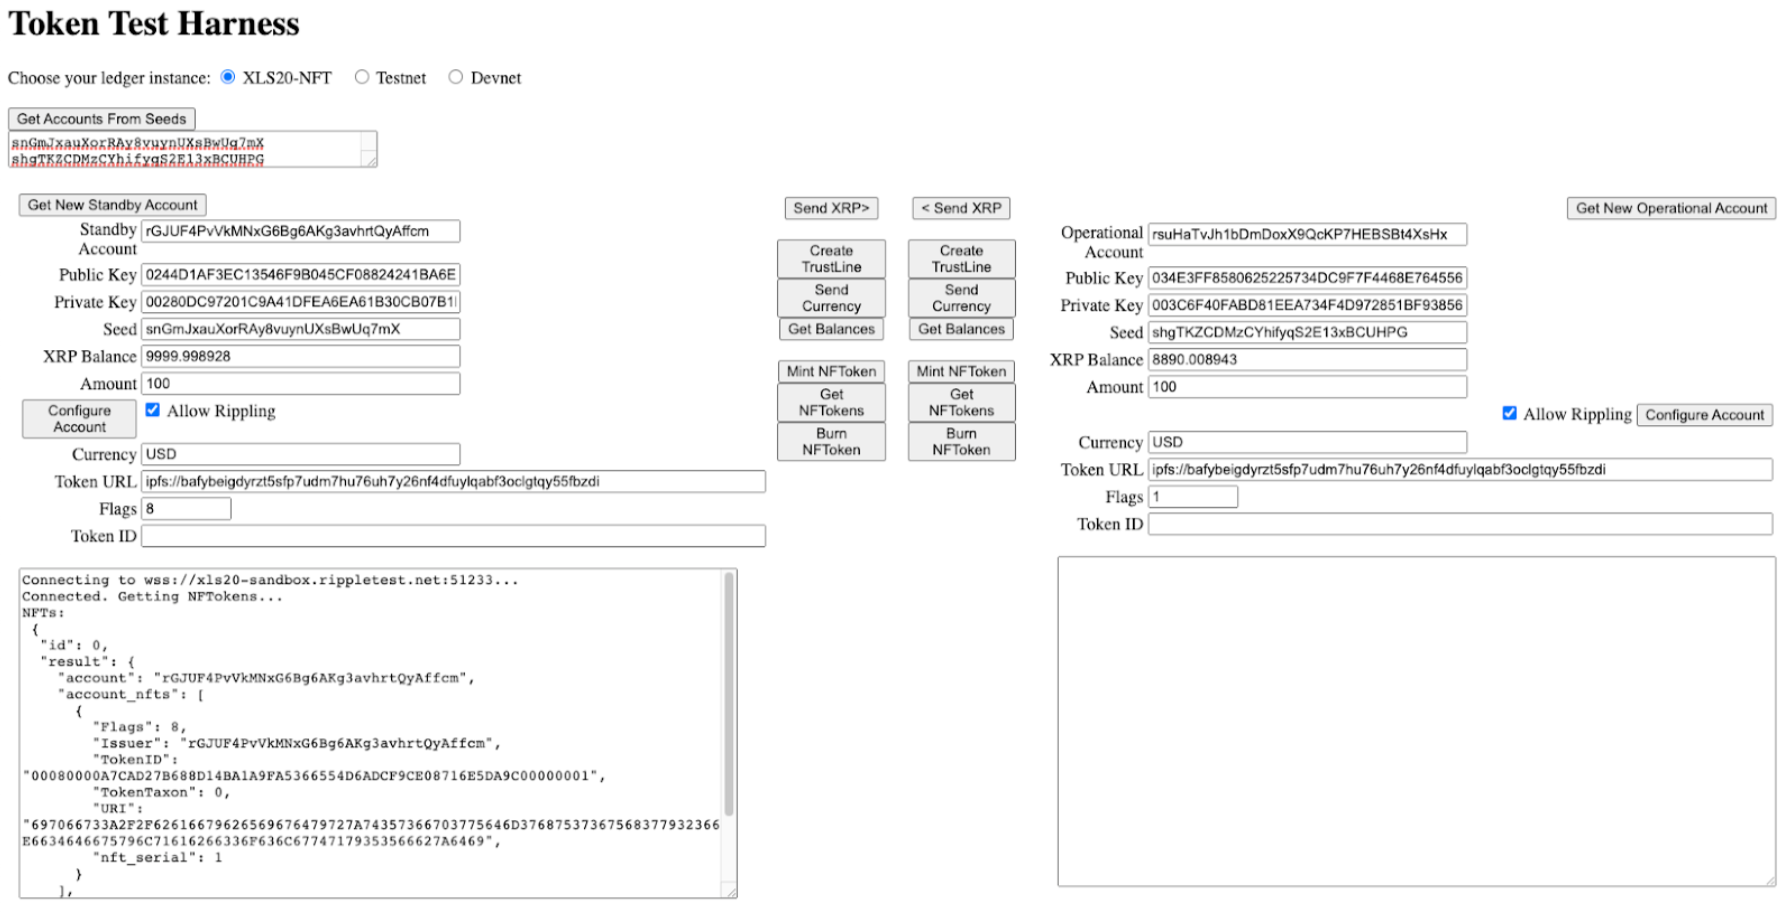 Token Test Harness
Choose your ledger instance: XLS20-NFT Testnet Devnet
Get Accounts From Seeds
snGmJxauXorRAy8vuynUXsBwUq7mX
shgTKZCDMzCYhifyqS2E13xBCUHPG
Get New Standby Account
Standby Account rGJUF4PvVkMNxG6Bg6AKg3avhrtQyAffcm
Public Key 0244D1AF3EC13546F9B045CF08824241BA6E
Private Key 00280DC97201C9A41DFEA6EA61B30CB07B1
Seed snGmJxauXorRAy8vuynUXsBwUq7mX
XRP Balance 9999.998928
Amount 100
Configure Account Allow Rippling
Currency USD
Token URL ipfs://bafybeigdyrzt5sfp7udm7hu76uh7y26nf4dfuylqabf3oclgtqy55fbzdi
Flags 8
Token ID
Send XRP> < Send XRP
Create TrustLine Create TrustLine
Send Currency Send Currency
Get Balances Get Balances
Mint NFToken Mint NFToken
Get NFTokens Get NFTokens
Burn NFToken Burn NFToken
Get New Operational Account
Operational Account rsuHaTvJh1bDmDoxX9QcKP7HEBSBt4XsHx
Public Key 034E3FF8580625225734DC9F7F4468E764556
Private Key 003C6F40FABD81EEA734F4D972851BF93856
Seed shgTKZCDMzCYhifyqS2E13xBCUHPG
XRP Balance 8890.008943
Amount 100
Allow Rippling Configure Account
Currency USD
Token URL ipfs://bafybeigdyrzt5sfp7udm7hu76uh7y26nf4dfuylqabf3oclgtqy55fbzdi
Flags 1
Token ID
Connecting to wss://xls20-sandbox.rippletest.net:51233...
Connected. Getting NFTokens...
NFTs:
{
"id": 0,
"result": {
"account": "rGJUF4PvVkMNxG6Bg6AKg3avhrtQyAffcm",
"account_nfts": [
{
"Flags": 8,
"Issuer": "rGJUF4PvVkMNxG6Bg6AKg3avhrtQyAffcm",
"TokenID":
"00080000A7CAD27B688D14BA1A9FA5366554D6ADCF9CE08716E5DA9C00000001",
"TokenTaxon": 0,
"URI":
"697066733A2F2F62616679626569676479727A74357366703775646D37687537367568377932366
E6634646675796C71616266336F636C67747179353566627A6469",
"nft_serial": 1
}
],